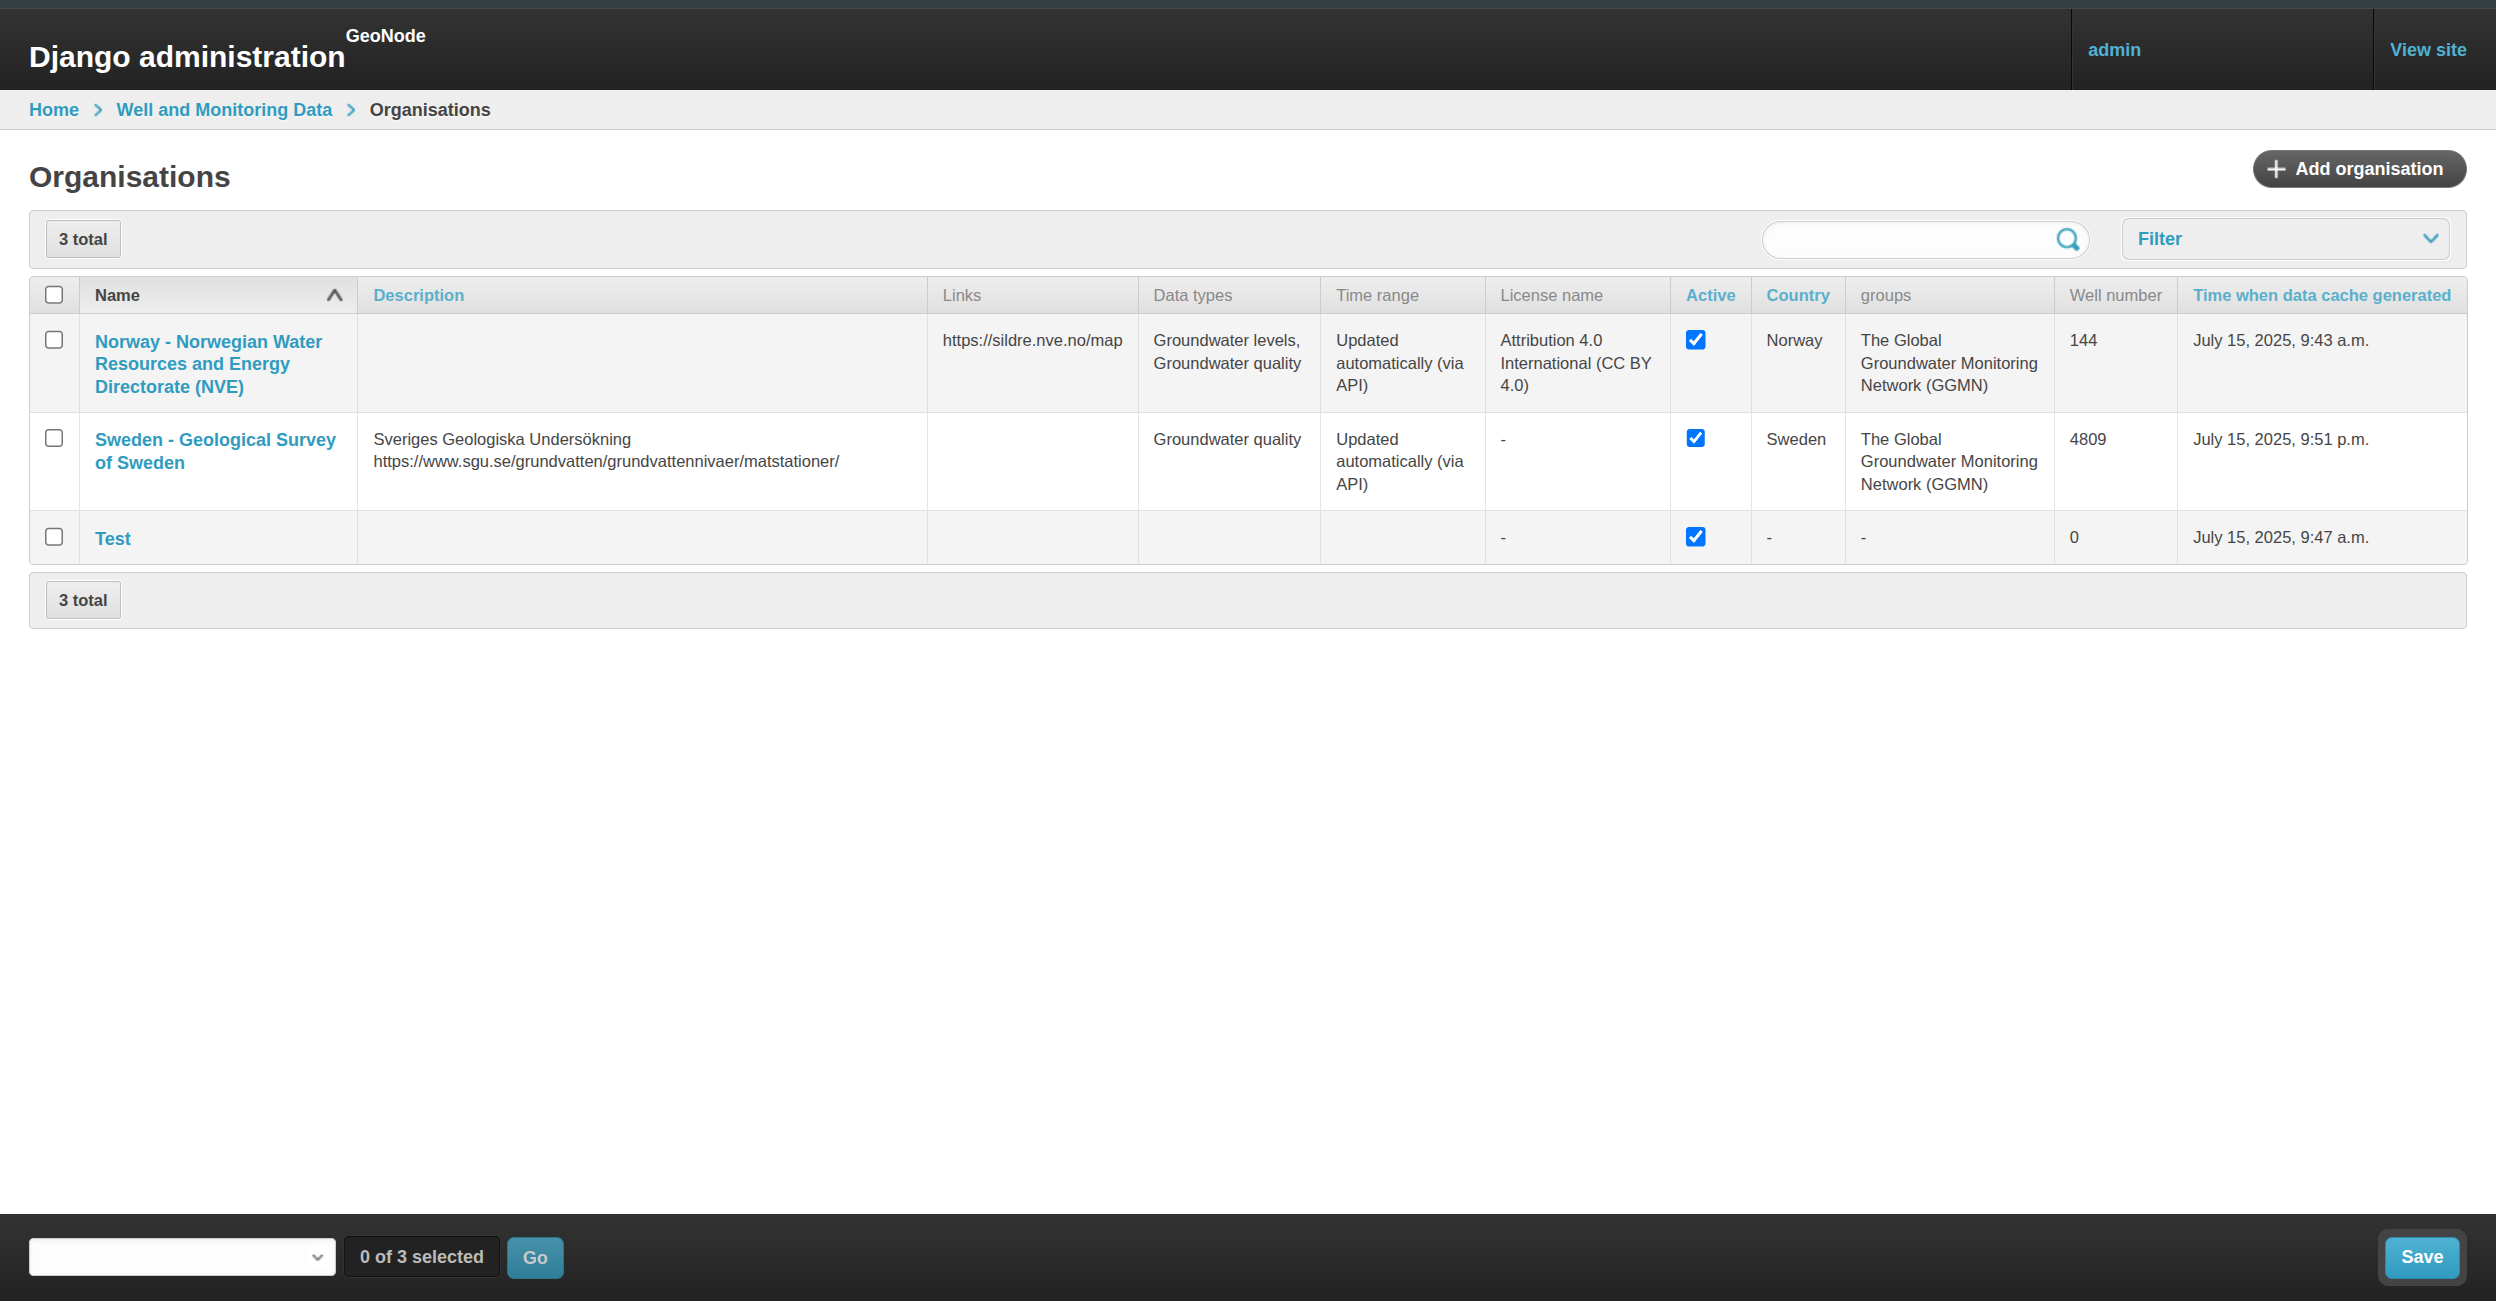 Django administration GeoNode
admin
View site
Home
Well and Monitoring Data
Organisations
Organisations
Add organisation
3 total
Filter
Name
Description
Links
Data types
Time range
License name
Active
Country
groups
Well number
Time when data cache generated
Norway - Norwegian Water
Resources and Energy
Directorate (NVE)
https://sildre.nve.no/map
Groundwater levels,
Groundwater quality
Updated
automatically (via
API)
Attribution 4.0
International (CC BY
4.0)
Norway
The Global
Groundwater Monitoring
Network (GGMN)
144
July 15, 2025, 9:43 a.m.
Sweden - Geological Survey
of Sweden
Sveriges Geologiska Undersökning
https://www.sgu.se/grundvatten/grundvattennivaer/matstationer/
Groundwater quality
Updated
automatically (via
API)
-
Sweden
The Global
Groundwater Monitoring
Network (GGMN)
4809
July 15, 2025, 9:51 p.m.
Test
-
-
-
0
July 15, 2025, 9:47 a.m.
3 total
0 of 3 selected
Go
Save